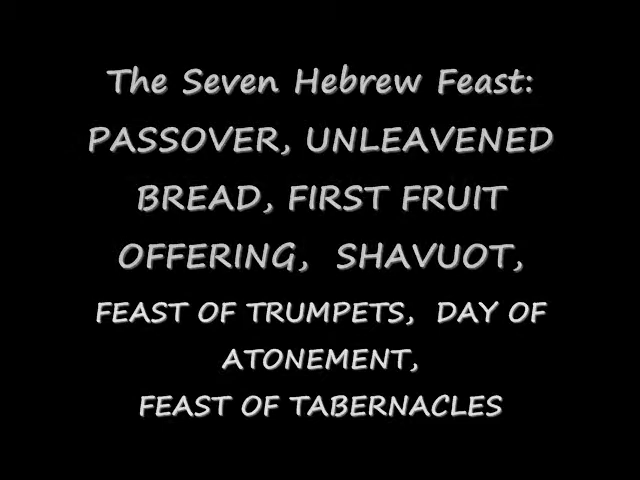 The Seven Hebrew Feast:
PASSOVER, UNLEAVENED
BREAD, FIRST FRUIT
OFFERING,  SHAVUOT,
FEAST OF TRUMPETS,  DAY OF
ATONEMENT,
FEAST OF TABERNACLES